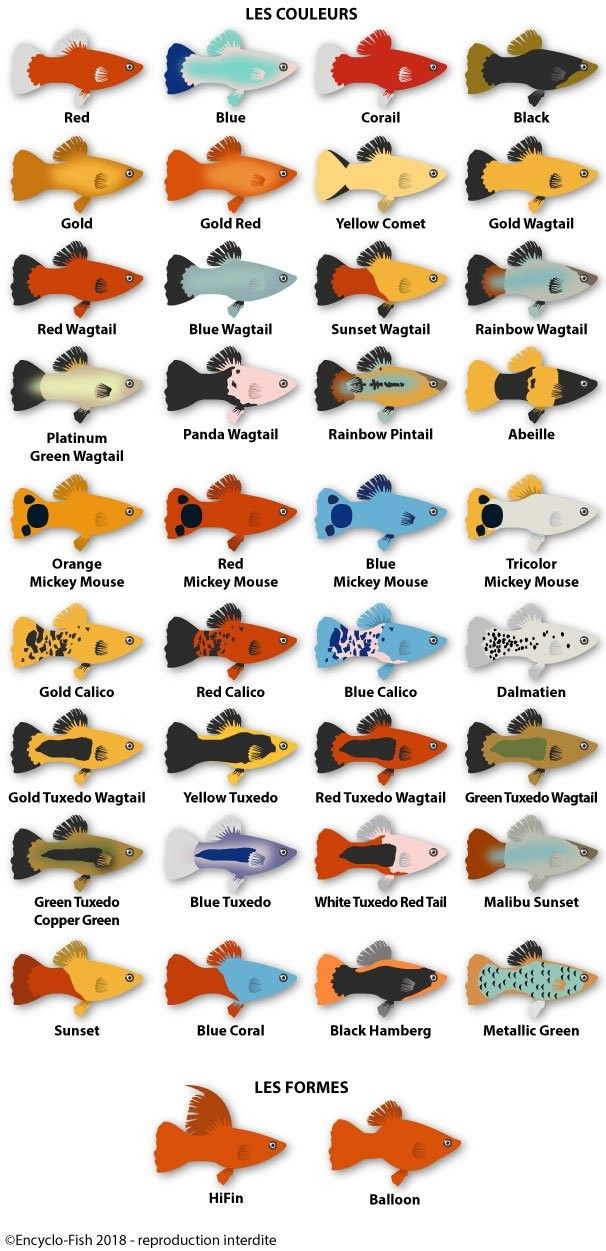 LES COULEURS
Red
Blue
Corail
Black
Gold
Gold Red
Yellow Comet
Gold Wagtail
Red Wagtail
Blue Wagtail
Sunset Wagtail
Rainbow Wagtail
Platinum
Green Wagtail
Panda Wagtail
Rainbow Pintail
Abeille
Orange
Mickey Mouse
Red
Mickey Mouse
Blue
Mickey Mouse
Tricolor
Mickey Mouse
Gold Calico
Red Calico
Blue Calico
Dalmatien
Gold Tuxedo Wagtail
Yellow Tuxedo
Red Tuxedo Wagtail
Green Tuxedo Wagtail
Green Tuxedo
Copper Green
Blue Tuxedo
White Tuxedo Red Tail
Malibu Sunset
Sunset
Blue Coral
Black Hamberg
Metallic Green
LES FORMES
HiFin
Balloon
©Encyclo-Fish 2018 - reproduction interdite